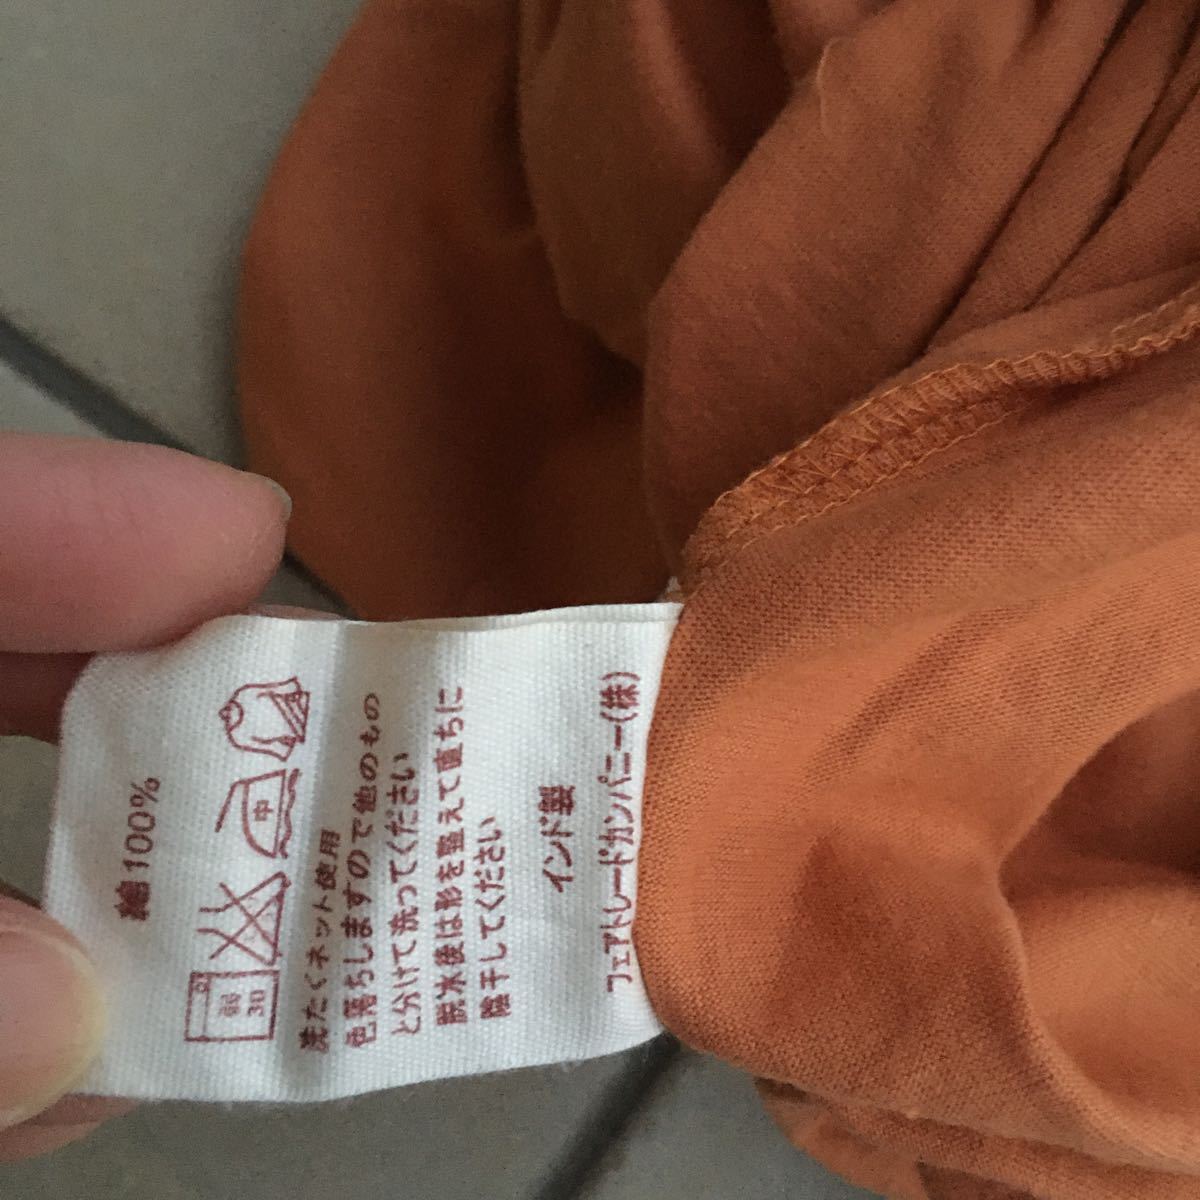 綿100%
弱
30
中
洗たくネット使用
色落ちしますので他のもの
と分けて洗ってください
脱水後は形を整えて直ちに
陰干してください
インド製
フェアトレードカンパニー(株)